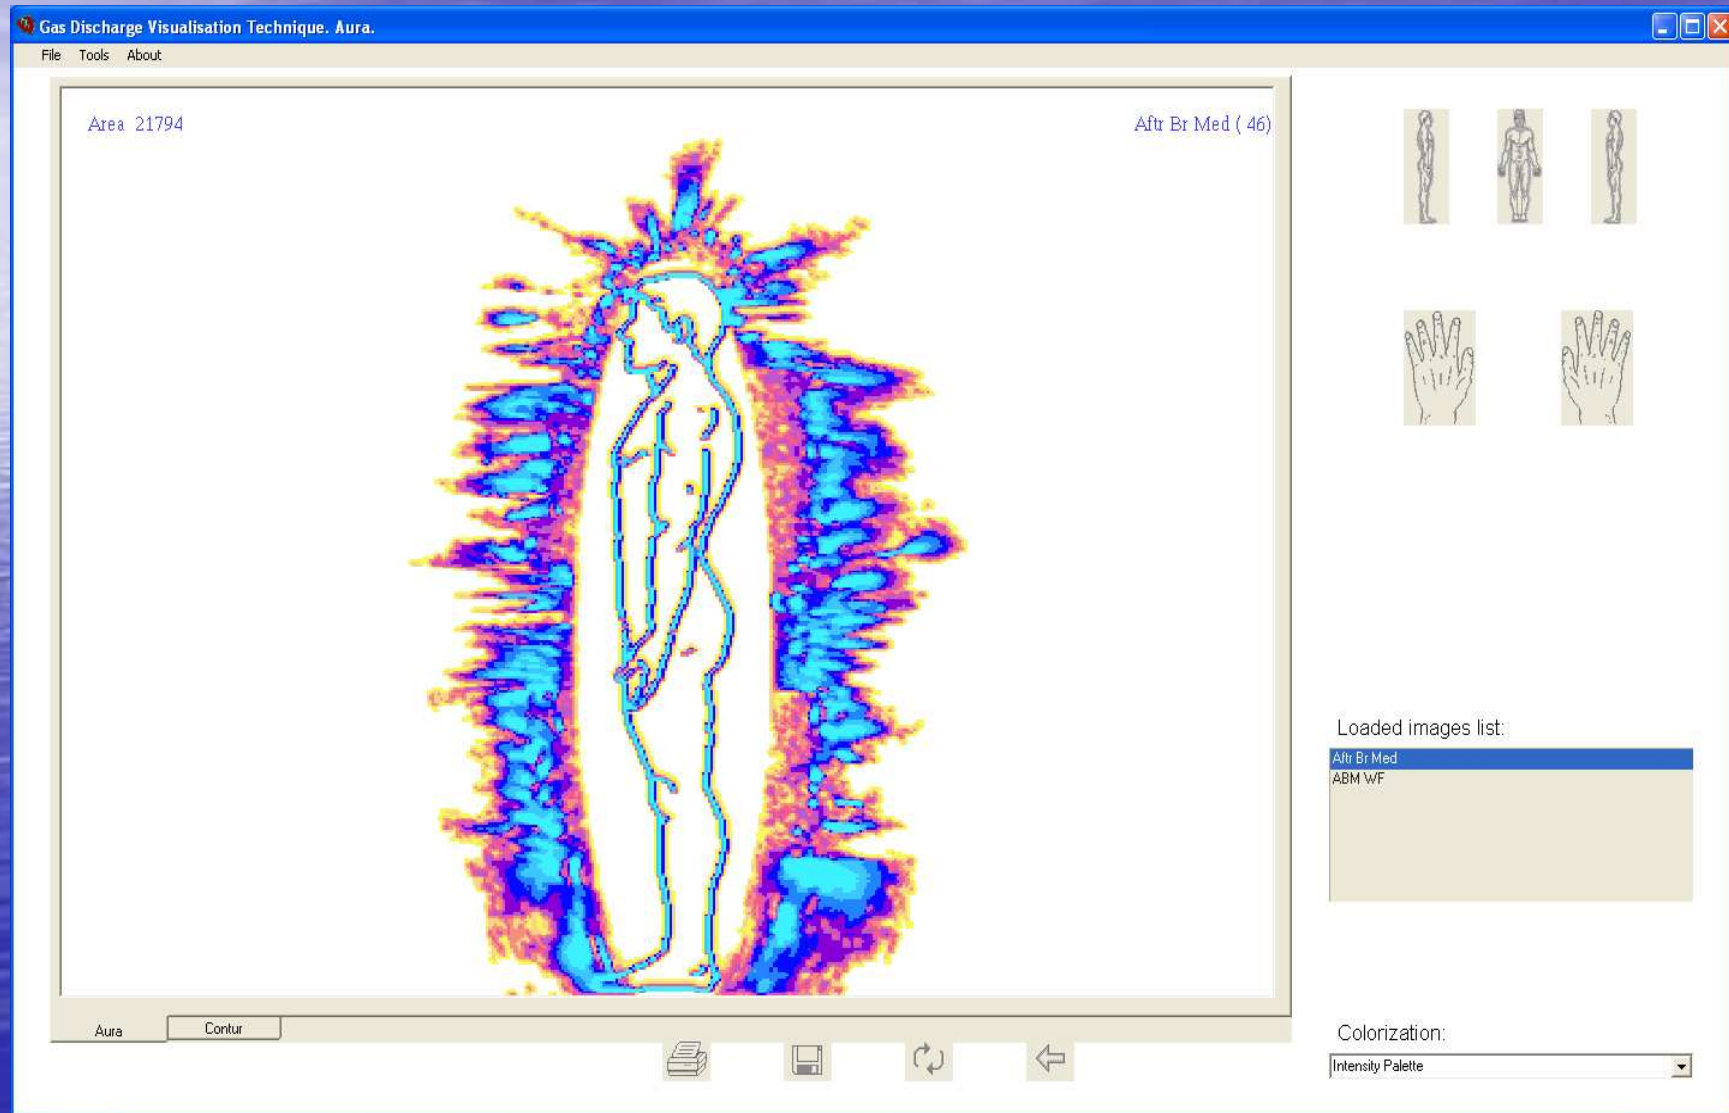 Gas Discharge Visualisation Technique. Aura.
File Tools About
Area 21794
Aftr Br Med ( 46)
Loaded images list:
Aftr Br Med
ABM WF
Aura
Contur
Colorization:
Intensity Palette